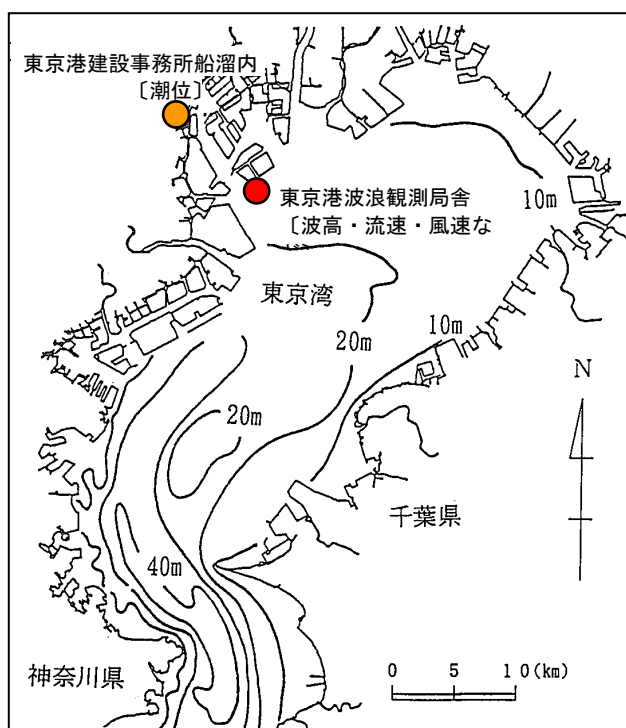 東京港建設事務所船溜内
〔潮位〕
東京港波浪観測局舎
〔波高・流速・風速な
10m
東京湾
20m
10m
N
20m
千葉県
40m
神奈川県
0 5 10(km)